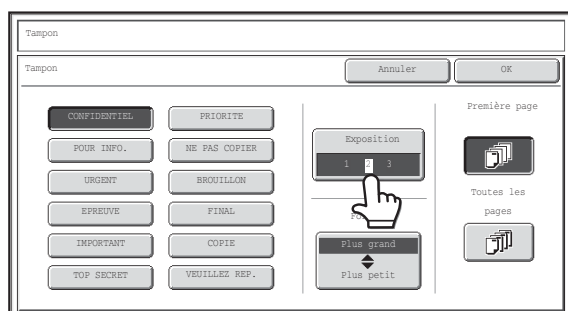 Tampon
Tampon
Annuler
OK
CONFIDENTIEL
PRIORITE
POUR INFO.
NE PAS COPIER
URGENT
BROUILLON
EPREUVE
FINAL
IMPORTANT
COPIE
TOP SECRET
VEUILLEZ REP.
Exposition
1 2 3
Plus grand
Plus petit
Première page
Toutes les
pages